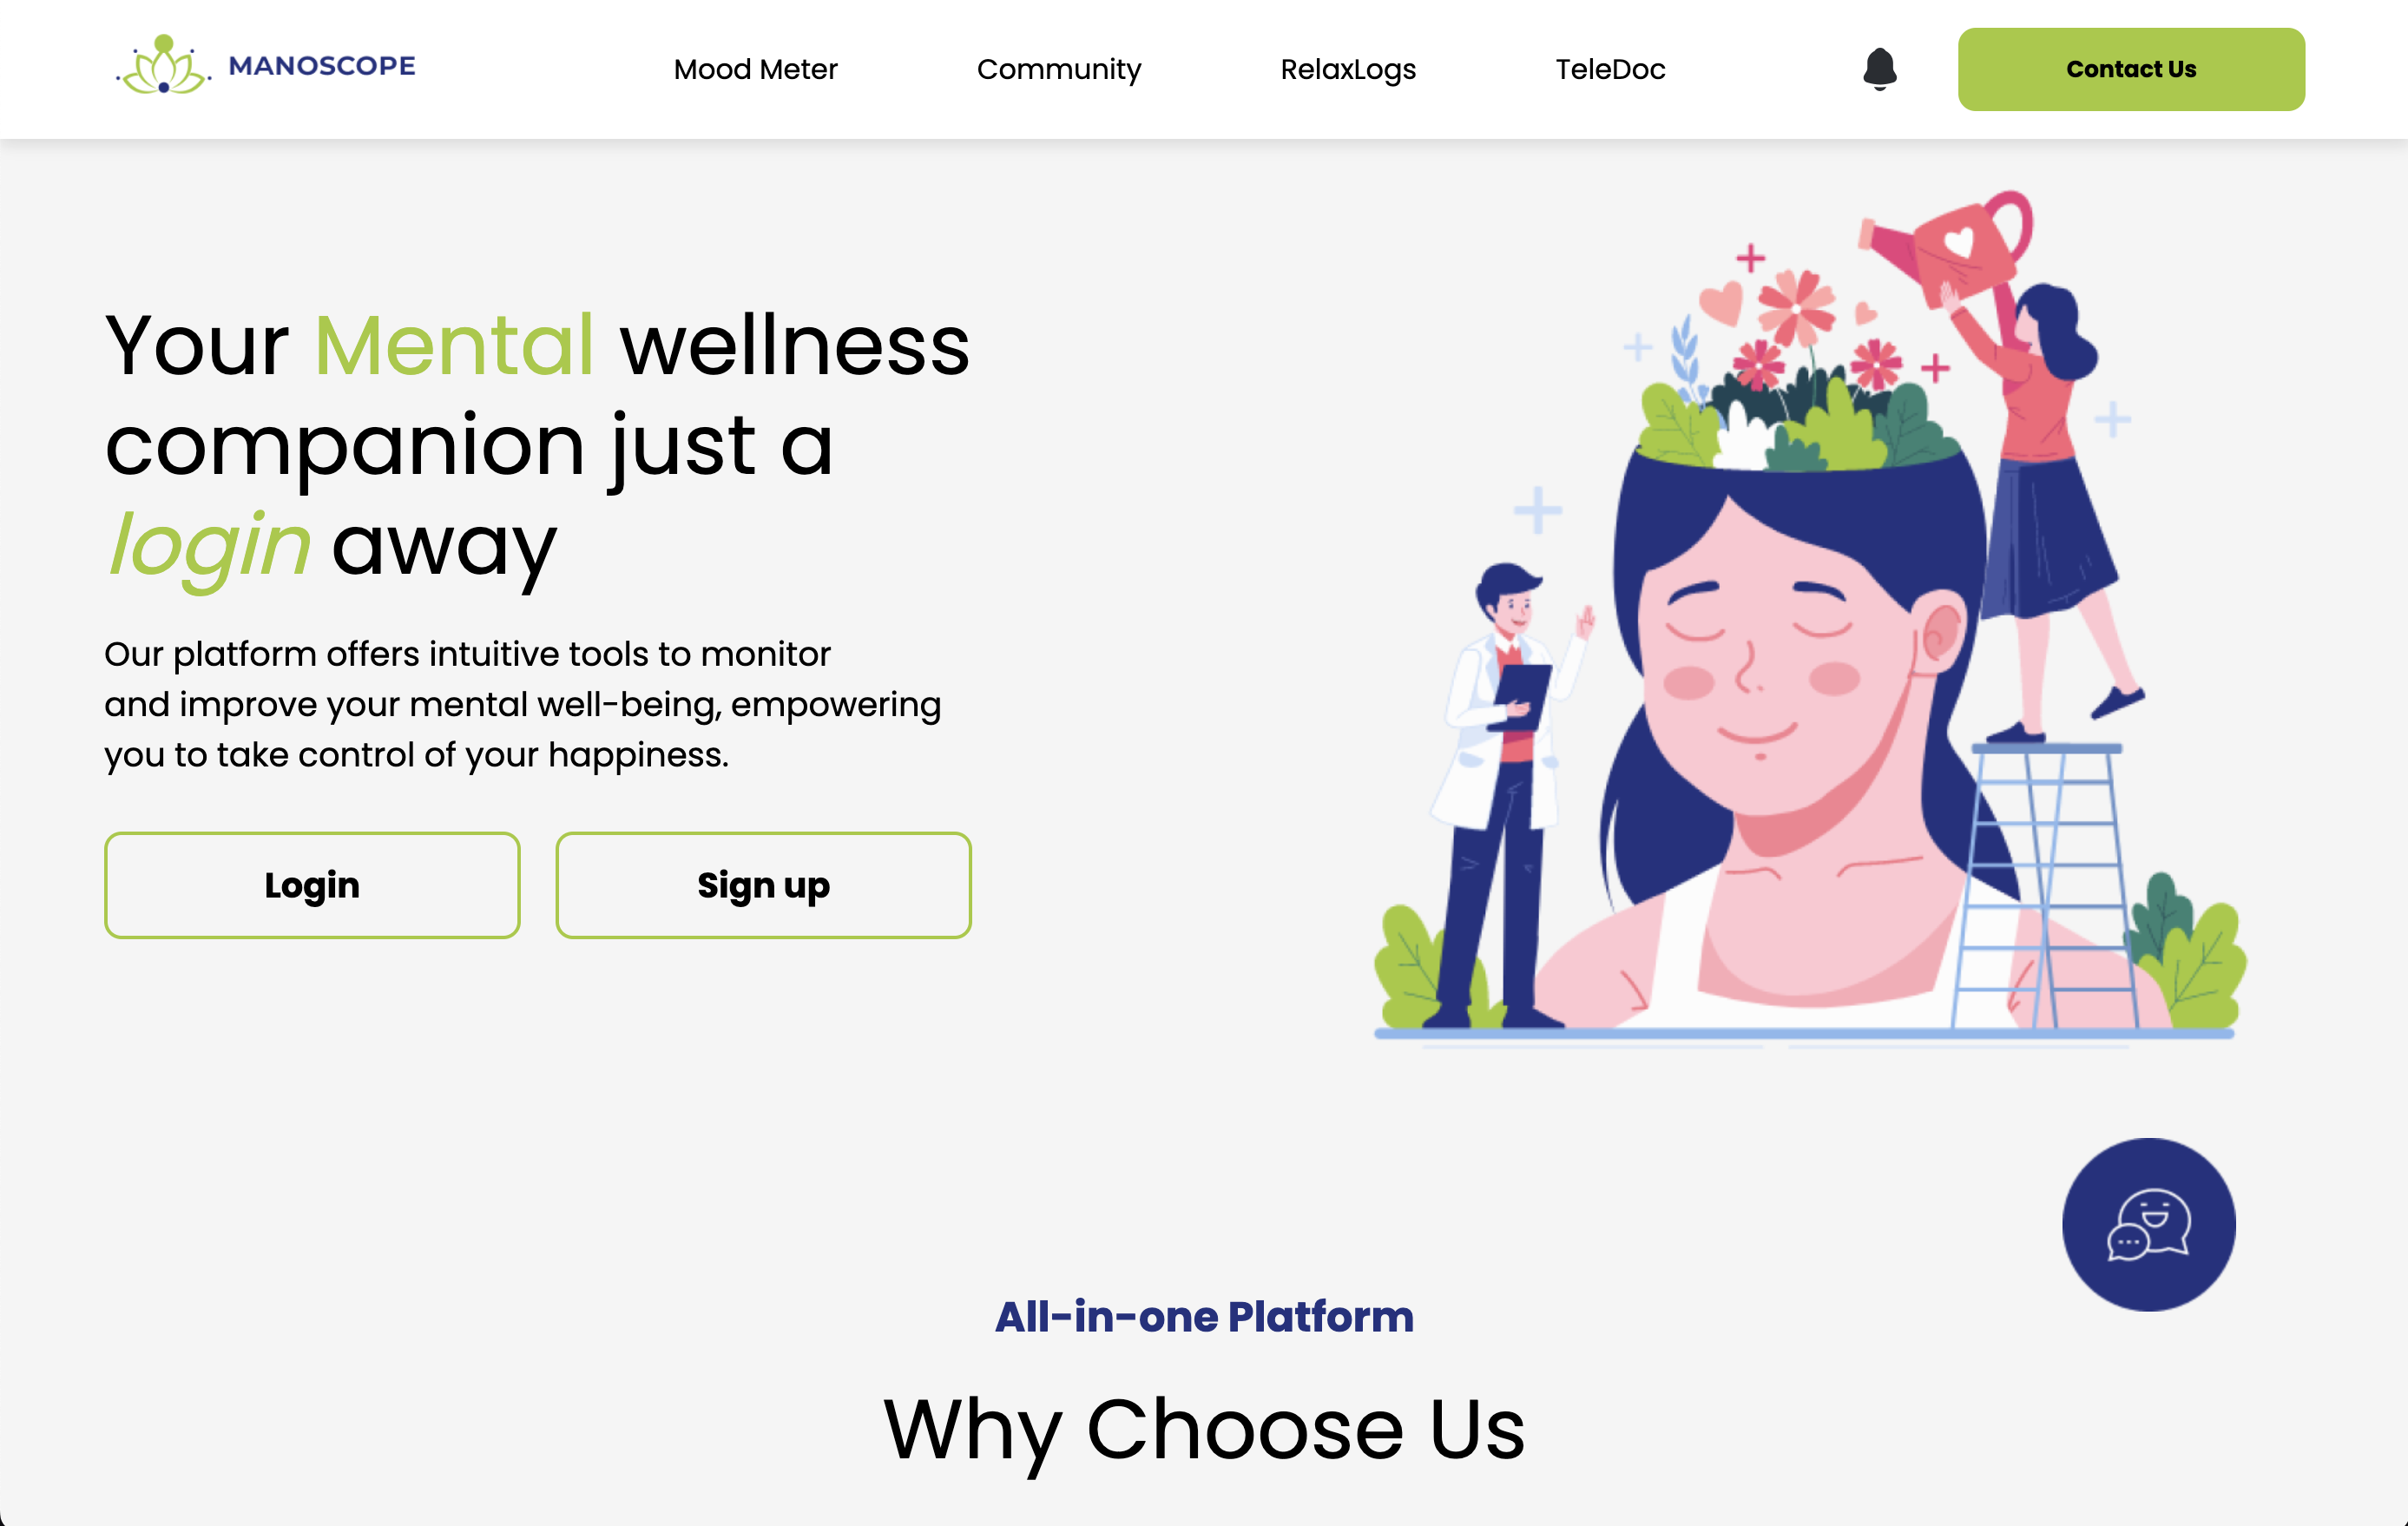 MANOSCOPE
Mood Meter
Community
RelaxLogs
TeleDoc
Contact Us
Your Mental wellness
companion just a
login away
Our platform offers intuitive tools to monitor
and improve your mental well-being, empowering
you to take control of your happiness.
Login
Sign up
All-in-one Platform
Why Choose Us